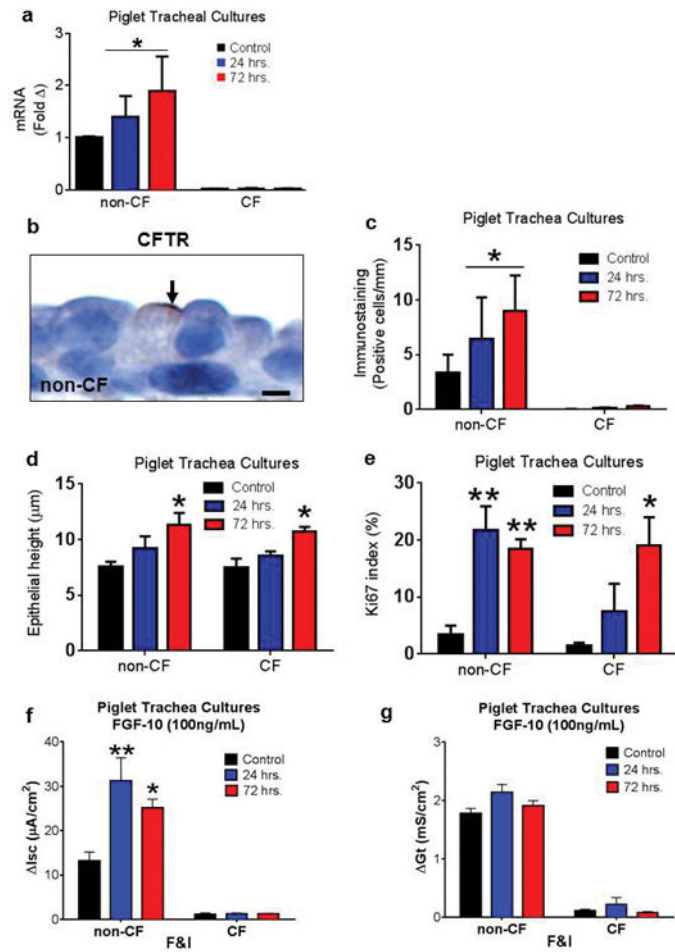 a
Piglet Tracheal Cultures
mRNA
(Fold Δ)
3
2
1
0
*
Control
24 hrs.
72 hrs.
non-CF
CF
b
CFTR
non-CF
c
Piglet Trachea Cultures
Immunostaining
(Positive cells/mm)
15
10
5
0
*
Control
24 hrs.
72 hrs.
non-CF
CF
d
Piglet Trachea Cultures
Epithelial height (μm)
15
10
5
0
*
*
Control
24 hrs.
72 hrs.
non-CF
CF
e
Piglet Trachea Cultures
Ki67 index (%)
30
20
10
0
**
**
*
Control
24 hrs.
72 hrs.
non-CF
CF
f
Piglet Trachea Cultures
FGF-10 (100ng/mL)
ΔIsc (μA/cm²)
40
30
20
10
0
**
*
Control
24 hrs.
72 hrs.
non-CF
CF
F&I
g
Piglet Trachea Cultures
FGF-10 (100ng/mL)
ΔGt (mS/cm²)
3
2
1
0
Control
24 hrs.
72 hrs.
non-CF
CF
F&I